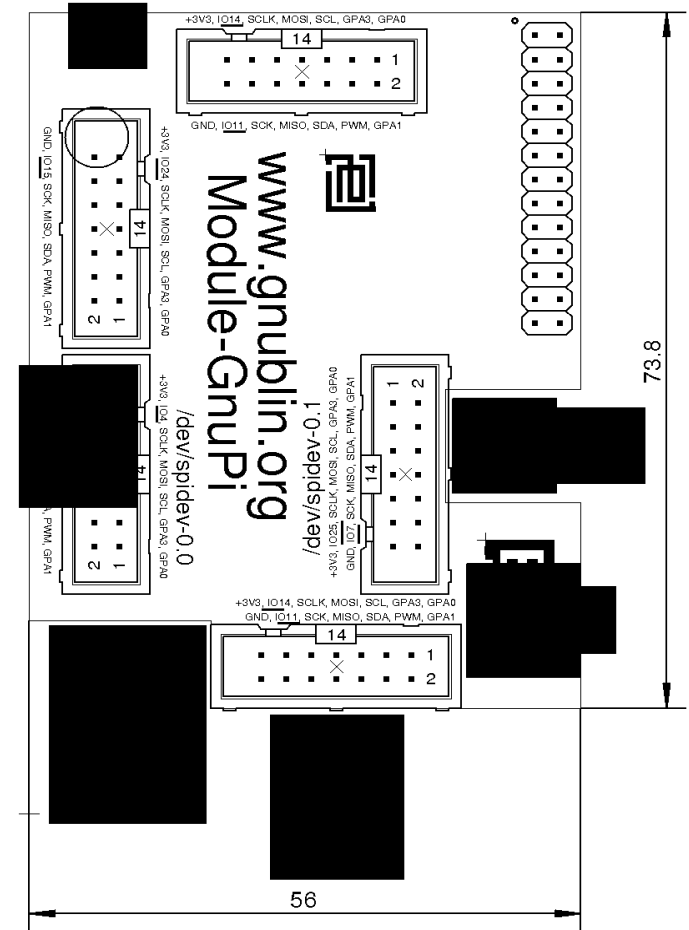 +3V3, IO14, SCLK, MOSI, SCL, GPA3, GPA0
14
1
2
GND, IO11, SCK, MISO, SDA, PWM, GPA1
+3V3, IO24, SCLK, MOSI, SCL, GPA3, GPA0
GND, IO15, SCK, MISO, SDA, PWM, GPA1
14
1
2
www.gnublin.org
Module-GnuPi
73.8
+3V3, IO4, SCLK, MOSI, SCL, GPA3, GPA0
, PWM, GPA1
14
1
2
/dev/spidev-0.0
/dev/spidev-0.1
+3V3, IO25, SCLK, MOSI, SCL, GPA3, GPA0
GND, IO7, SCK, MISO, SDA, PWM, GPA1
14
1
2
+3V3, IO14, SCLK, MOSI, SCL, GPA3, GPA0
GND, IO11, SCK, MISO, SDA, PWM, GPA1
14
1
2
56